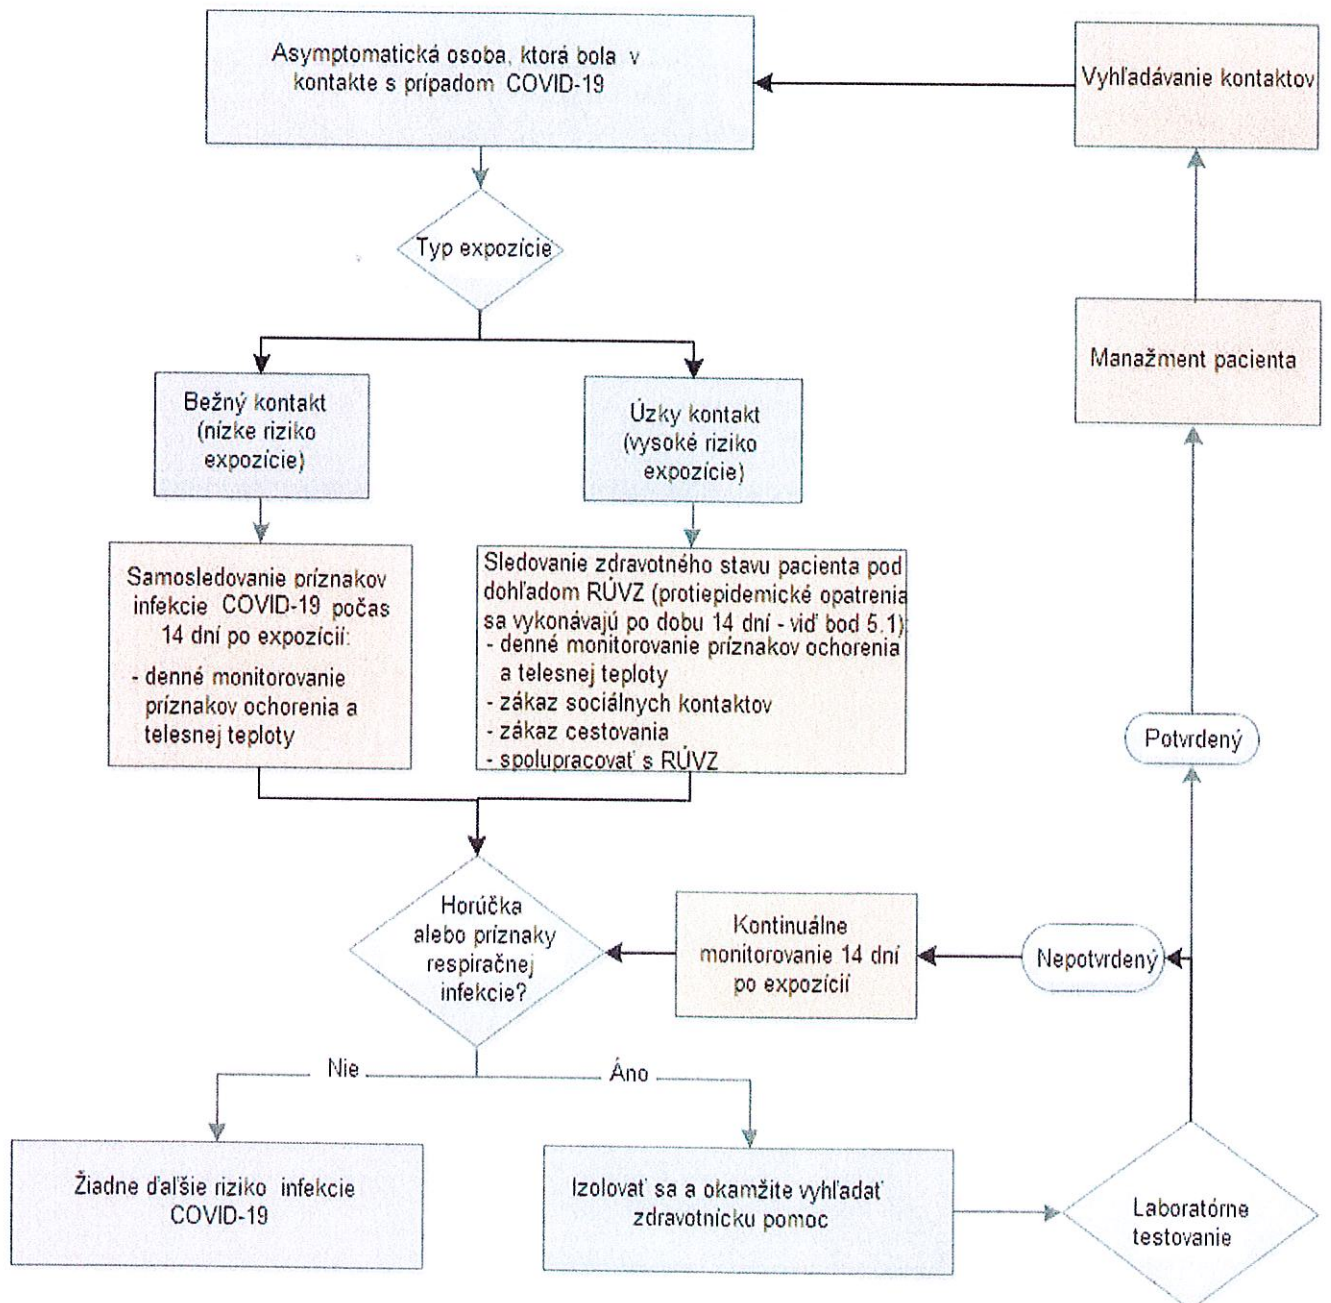 Asymptomatická osoba, ktorá bola v
kontakte s prípadom COVID-19
Vyhľadávanie kontaktov
Typ expozície
Manažment pacienta
Bežný kontakt
(nízke riziko
expozície)
Úzky kontakt
(vysoké riziko
expozície)
Samosledovanie príznakov
infekcie COVID-19 počas
14 dní po expozícií:
- denné monitorovanie
príznakov ochorenia a
telesnej teploty
Sledovanie zdravotného stavu pacienta pod
dohľadom RÚVZ (protiepidemické opatrenia
sa vykonávajú po dobu 14 dní - viď bod 5.1):
- denné monitorovanie príznakov ochorenia
a telesnej teploty
- zákaz sociálnych kontaktov
- zákaz cestovania
- spolupracovať s RÚVZ
Potvrdený
Horúčka
alebo príznaky
respiračnej
infekcie?
Kontinuálne
monitorovanie 14 dní
po expozícií
Nepotvrdený
Nie
Áno
Žiadne ďaľšie riziko infekcie
COVID-19
Izolovať sa a okamžite vyhľadať
zdravotnícku pomoc
Laboratórne
testovanie